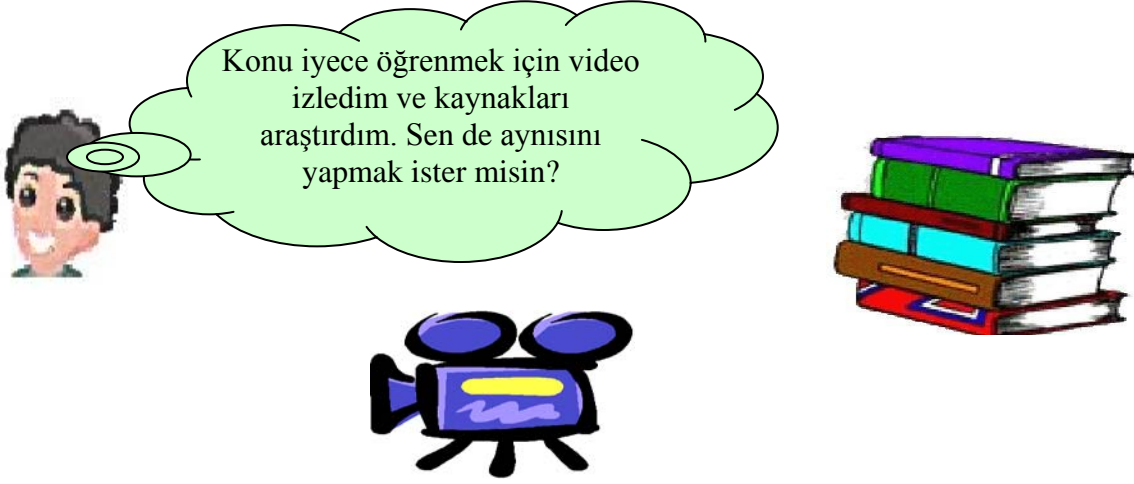 Konu iyece öğrenmek için video
izledim ve kaynakları
araştırdım. Sen de aynısını
yapmak ister misin?